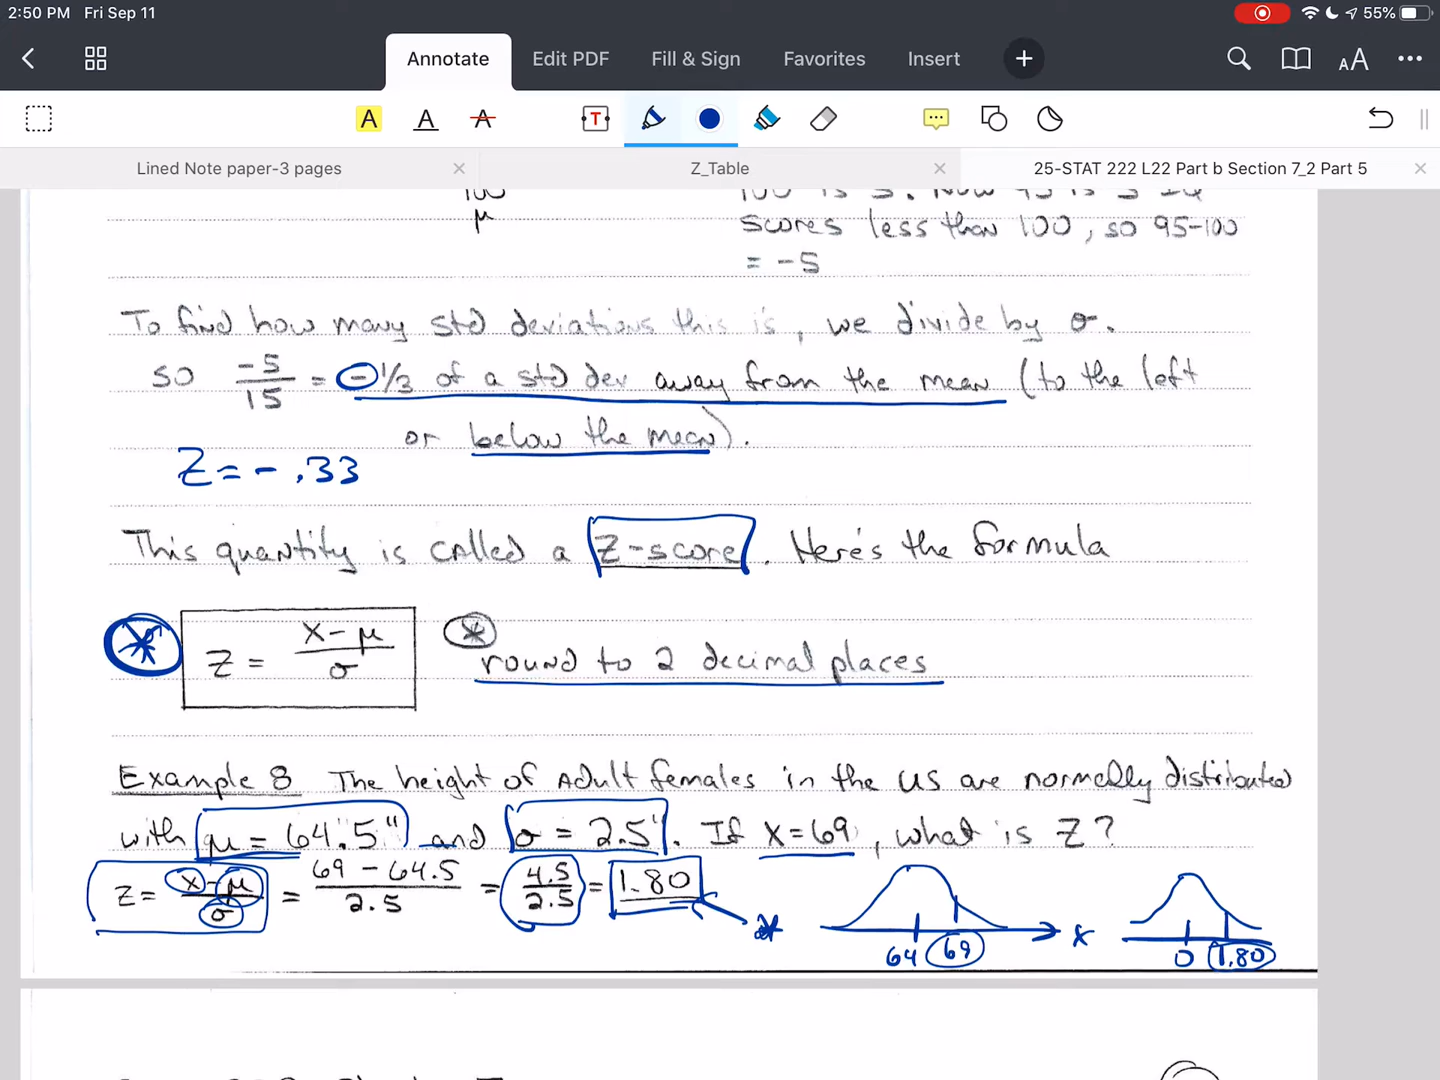 2:50 PM Fri Sep 11 55%
Annotate Edit PDF Fill & Sign Favorites Insert
A A A T AA
Lined Note paper-3 pages Z_Table 25-STAT 222 L22 Part b Section 7_2 Part 5
100
μ
scores less than 100, so 95-100
= -5
To find how many std deviations this is, we divide by σ.
so -5/15 = -1/3 of a std dev away from the mean (to the left
or below the mean).
Z = -.33
This quantity is called a Z-score. Here's the formula
* Z = x-μ/σ * round to 2 decimal places
Example 8 The height of Adult females in the US are normally distributed
with μ = 64.5" and σ = 2.5". If x=69, what is Z?
Z = x-μ/σ = 69-64.5/2.5 = 4.5/2.5 = 1.80 *
64 69 x 0 1.80